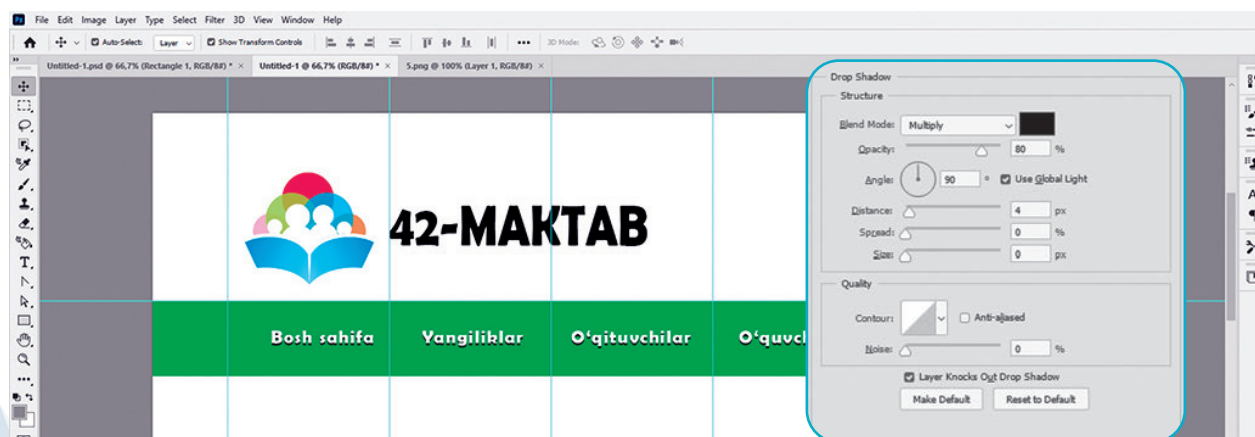 Ps File Edit Image Layer Type Select Filter 3D View Window Help
Auto-Select: Layer Show Transform Controls 3D Mode:
Untitled-1.psd @ 66,7% (Rectangle 1, RGB/8#) * × Untitled-1 @ 66,7% (RGB/8#) * × 5.png @ 100% (Layer 1, RGB/8#) ×
42-MAKTAB
Bosh sahifa Yangiliklar O‘qituvchilar
Drop Shadow
Structure
Blend Mode: Multiply
Opacity: 80 %
Angle: 90 ° Use Global Light
Distance: 4 px
Spread: 0 %
Size: 0 px
Quality
Contour: Anti-aliased
Noise: 0 %
Layer Knocks Out Drop Shadow
Make Default Reset to Default